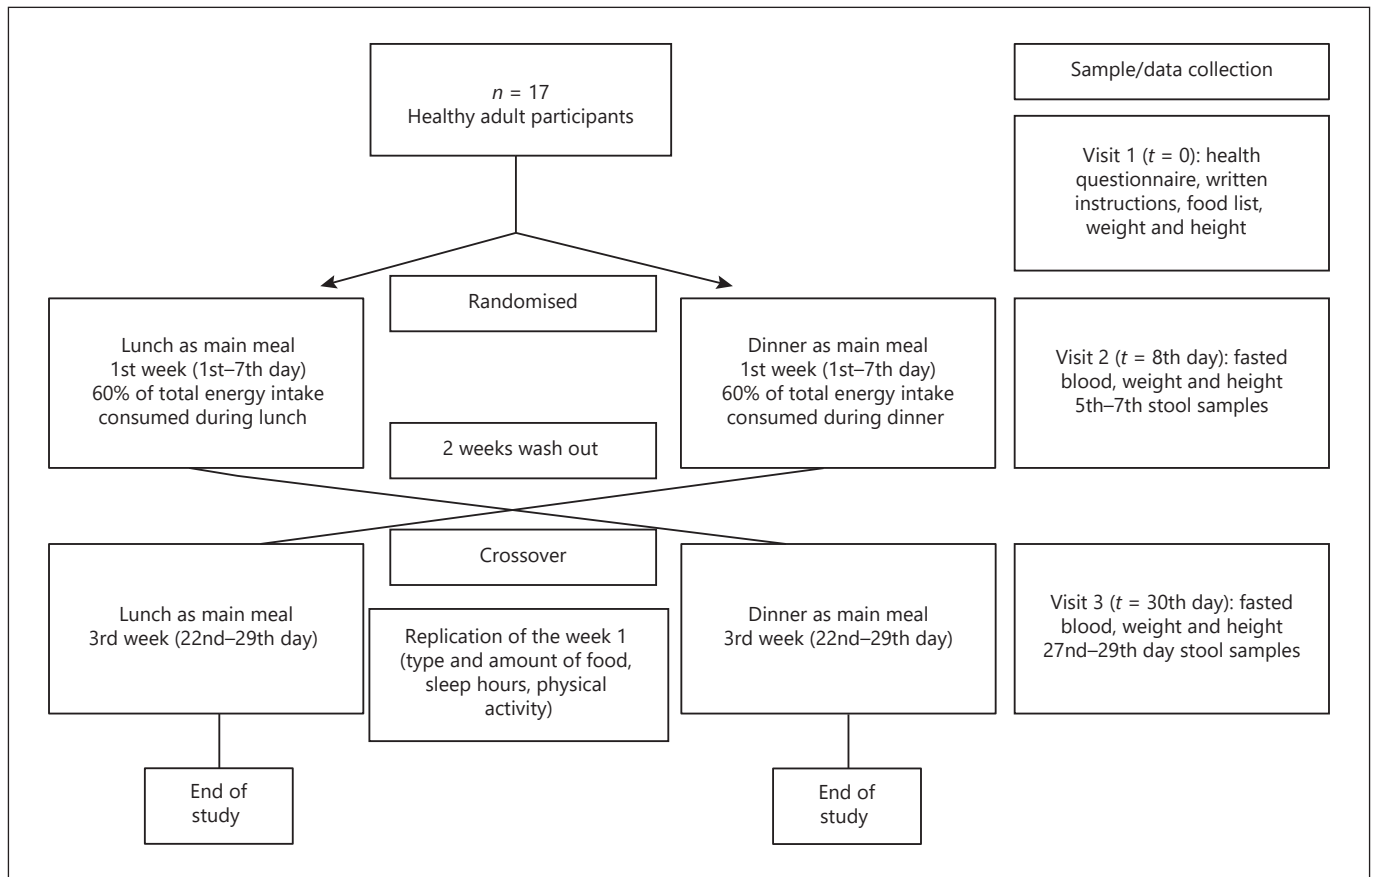 n = 17
Healthy adult participants
Sample/data collection
Visit 1 (t = 0): health
questionnaire, written
instructions, food list,
weight and height
Randomised
Lunch as main meal
1st week (1st–7th day)
60% of total energy intake
consumed during lunch
Dinner as main meal
1st week (1st–7th day)
60% of total energy intake
consumed during dinner
Visit 2 (t = 8th day): fasted
blood, weight and height
5th–7th stool samples
2 weeks wash out
Crossover
Lunch as main meal
3rd week (22nd–29th day)
Replication of the week 1
(type and amount of food,
sleep hours, physical
activity)
Dinner as main meal
3rd week (22nd–29th day)
Visit 3 (t = 30th day): fasted
blood, weight and height
27nd–29th day stool samples
End of
study
End of
study